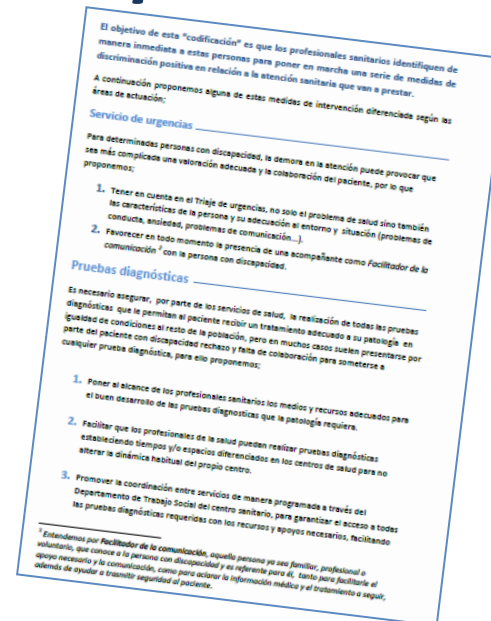 El objetivo de esta "codificación" es que los profesionales sanitarios identifiquen de
manera inmediata a estas personas para poner en marcha una serie de medidas de
discriminación positiva en relación a la atención sanitaria que van a prestar.
A continuación proponemos alguna de estas medidas de intervención diferenciada según las
áreas de actuación;
Servicio de urgencias
Para determinadas personas con discapacidad, la demora en la atención puede provocar que
sea más complicada una valoración adecuada y la colaboración del paciente, por lo que
proponemos;
1. Tener en cuenta en el Triaje de urgencias, no solo el problema de salud sino también
las características de la persona y su adecuación al entorno y situación (problemas de
conducta, ansiedad, problemas de comunicación...).
2. Favorecer en todo momento la presencia de una acompañante como Facilitador de la
comunicación ² con la persona con discapacidad.
Pruebas diagnósticas
Es necesario asegurar, por parte de los servicios de salud, la realización de todas las pruebas
diagnósticas que le permitan al paciente recibir un tratamiento adecuado a su patología en
igualdad de condiciones al resto de la población, pero en muchos casos suelen presentarse por
parte del paciente con discapacidad rechazo y falta de colaboración para someterse a
cualquier prueba diagnóstica, para ello proponemos;
1. Poner al alcance de los profesionales sanitarios los medios y recursos adecuados para
el buen desarrollo de las pruebas diagnosticas que la patología requiera.
2. Facilitar que los profesionales de la salud puedan realizar pruebas diagnósticas
estableciendo tiempos y/o espacios diferenciados en los centros de salud para no
alterar la dinámica habitual del propio centro.
3. Promover la coordinación entre servicios de manera programada a través del
Departamento de Trabajo Social del centro sanitario, para garantizar el acceso a todas
las pruebas diagnósticas requeridas con los recursos y apoyos necesarios, facilitando
² Entendemos por Facilitador de la comunicación, aquella persona ya sea familiar, profesional o
voluntario, que conoce a la persona con discapacidad y es referente para él, tanto para facilitarle el
apoyo necesario y la comunicación, como para aclarar la información médica y el tratamiento a seguir,
además de ayudar a trasmitir seguridad al paciente.